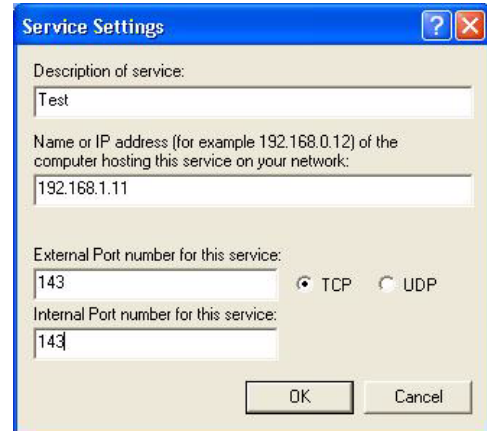 Service Settings
?
Description of service:
Test
Name or IP address (for example 192.168.0.12) of the
computer hosting this service on your network:
192.168.1.11
External Port number for this service:
143 TCP UDP
Internal Port number for this service:
143
OK Cancel